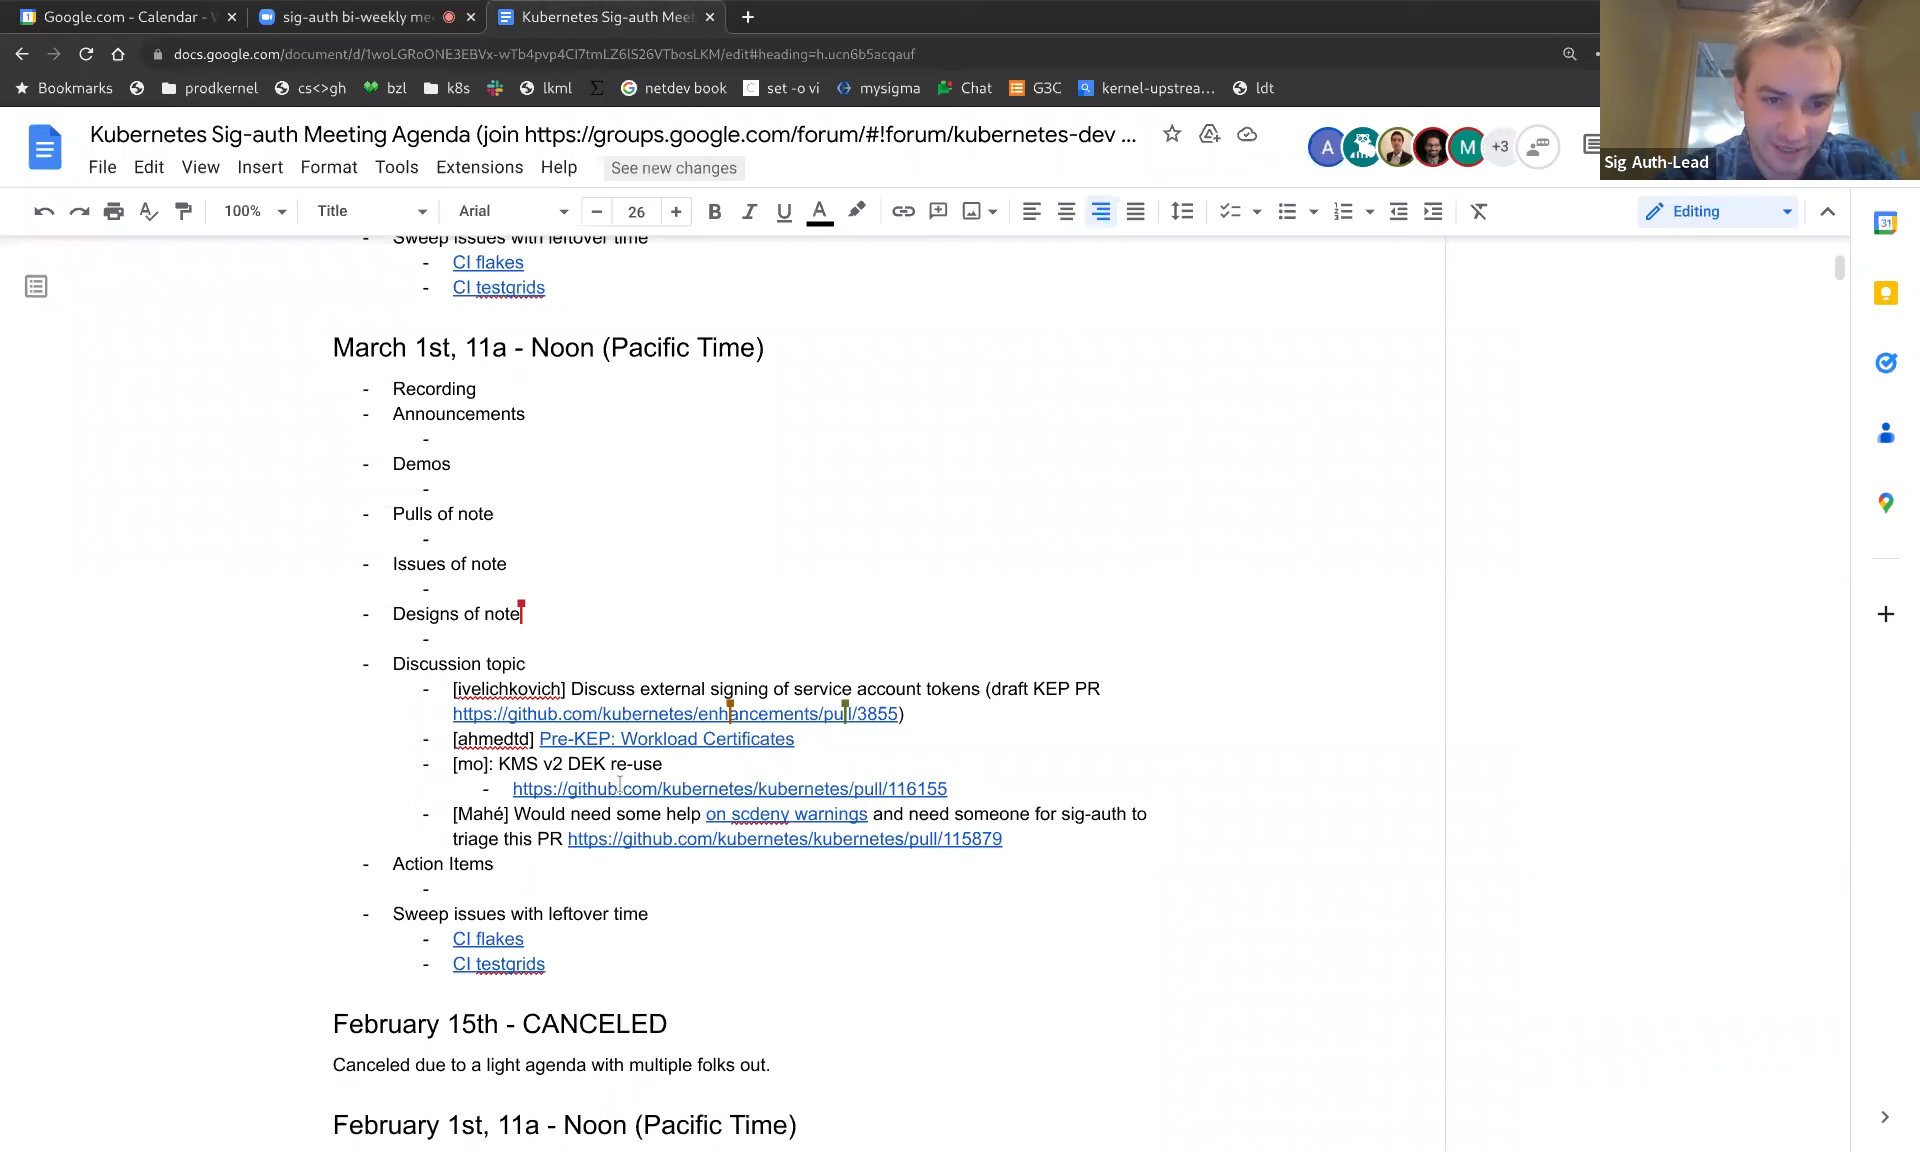 Google.com - Calendar -
sig-auth bi-weekly me
Kubernetes Sig-auth Meet
docs.google.com/document/d/1woLGRoONE3EBVx-wTb4pvp4CI7tmLZ6lS26VTbosLKM/edit#heading=h.ucn6b5acqauf
Bookmarks prodkernel cs<>gh bzl k8s lkml netdev book set -o vi mysigma Chat G3C kernel-upstrea... ldt
Kubernetes Sig-auth Meeting Agenda (join https://groups.google.com/forum/#!forum/kubernetes-dev ...
A M +3
Sig Auth-Lead
File Edit View Insert Format Tools Extensions Help See new changes
100% Title Arial 26 Editing
- Sweep issues with leftover time
- CI flakes
- CI testgrids
March 1st, 11a - Noon (Pacific Time)
- Recording
- Announcements
-
- Demos
-
- Pulls of note
-
- Issues of note
-
- Designs of note
-
- Discussion topic
- [ivelichkovich] Discuss external signing of service account tokens (draft KEP PR
https://github.com/kubernetes/enhancements/pull/3855)
- [ahmedtd] Pre-KEP: Workload Certificates
- [mo]: KMS v2 DEK re-use
- https://github.com/kubernetes/kubernetes/pull/116155
- [Mahé] Would need some help on scdeny warnings and need someone for sig-auth to
triage this PR https://github.com/kubernetes/kubernetes/pull/115879
- Action Items
-
- Sweep issues with leftover time
- CI flakes
- CI testgrids
February 15th - CANCELED
Canceled due to a light agenda with multiple folks out.
February 1st, 11a - Noon (Pacific Time)